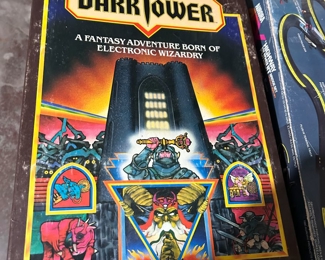 DARK TOWER
A FANTASY ADVENTURE BORN OF
ELECTRONIC WIZARDRY